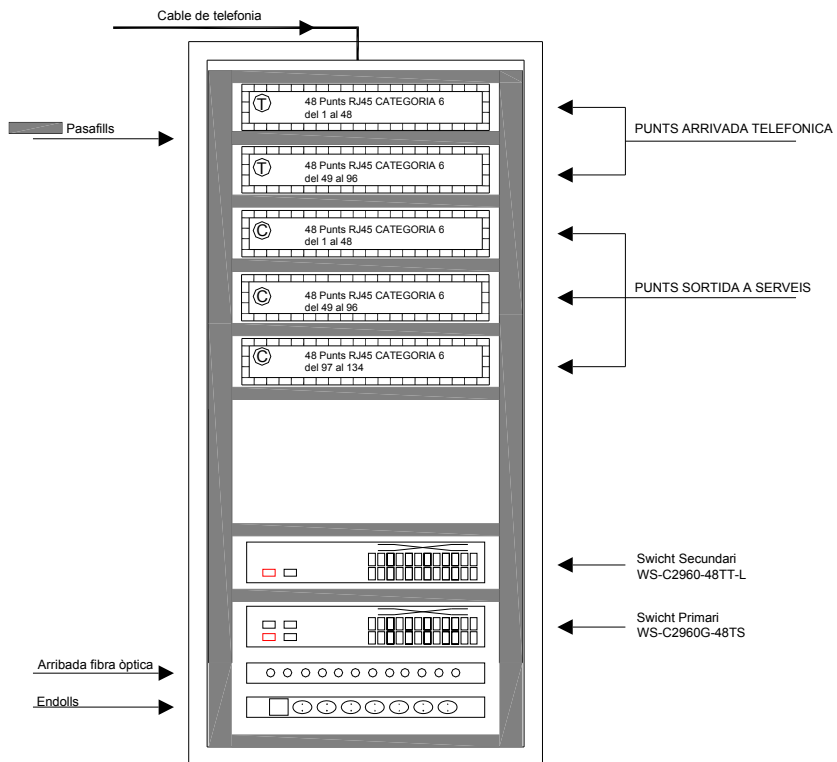 Cable de telefonia
T
48 Punts RJ45 CATEGORIA 6
del 1 al 48
Pasafills
PUNTS ARRIVADA TELEFONICA
T
48 Punts RJ45 CATEGORIA 6
del 49 al 96
C
48 Punts RJ45 CATEGORIA 6
del 1 al 48
C
48 Punts RJ45 CATEGORIA 6
del 49 al 96
PUNTS SORTIDA A SERVEIS
C
48 Punts RJ45 CATEGORIA 6
del 97 al 134
Swicht Secundari
WS-C2960-48TT-L
Swicht Primari
WS-C2960G-48TS
Arribada fibra òptica
Endolls